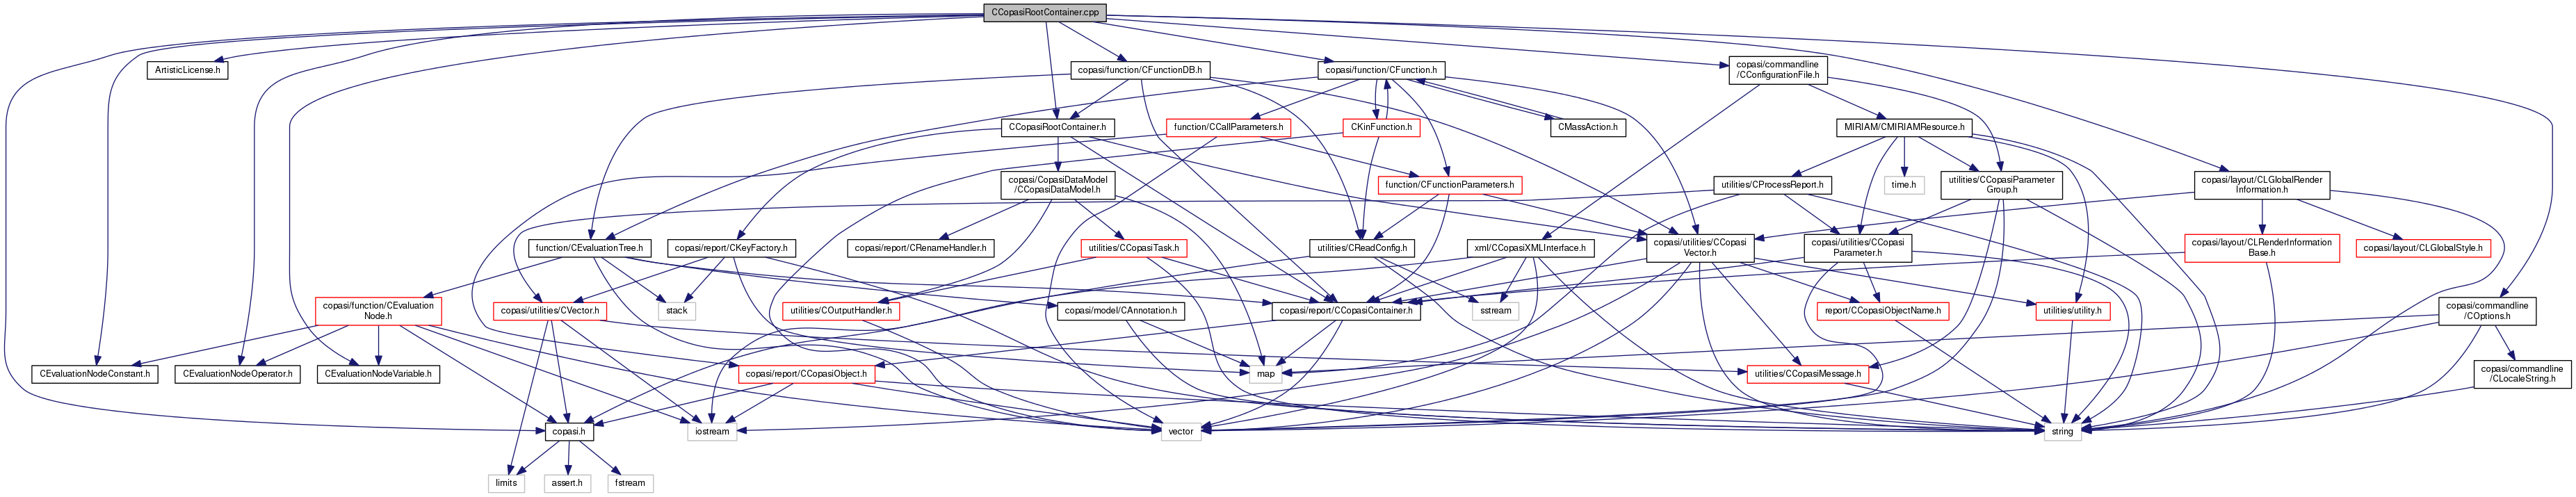 CCopasiRootContainer.cpp
ArtisticLicense.h
copasi/function/CFunctionDB.h
copasi/function/CFunction.h
copasi/commandline
/CConfigurationFile.h
CCopasiRootContainer.h
function/CCallParameters.h
CKinFunction.h
CMassAction.h
MIRIAM/CMIRIAMResource.h
copasi/CopasiDataModel
/CCopasiDataModel.h
function/CFunctionParameters.h
utilities/CProcessReport.h
time.h
utilities/CCopasiParameter
Group.h
copasi/layout/CLGlobalRender
Information.h
function/CEvaluationTree.h
copasi/report/CKeyFactory.h
copasi/report/CRenameHandler.h
utilities/CCopasiTask.h
utilities/CReadConfig.h
xml/CCopasiXMLInterface.h
copasi/utilities/CCopasi
Vector.h
copasi/utilities/CCopasi
Parameter.h
copasi/layout/CLRenderInformation
Base.h
copasi/layout/CLGlobalStyle.h
copasi/function/CEvaluation
Node.h
copasi/utilities/CVector.h
stack
utilities/COutputHandler.h
copasi/model/CAnnotation.h
copasi/report/CCopasiContainer.h
sstream
report/CCopasiObjectName.h
utilities/utility.h
copasi/commandline
/COptions.h
CEvaluationNodeConstant.h
CEvaluationNodeOperator.h
CEvaluationNodeVariable.h
copasi/report/CCopasiObject.h
map
utilities/CCopasiMessage.h
copasi/commandline
/CLocaleString.h
copasi.h
iostream
vector
string
limits
assert.h
fstream